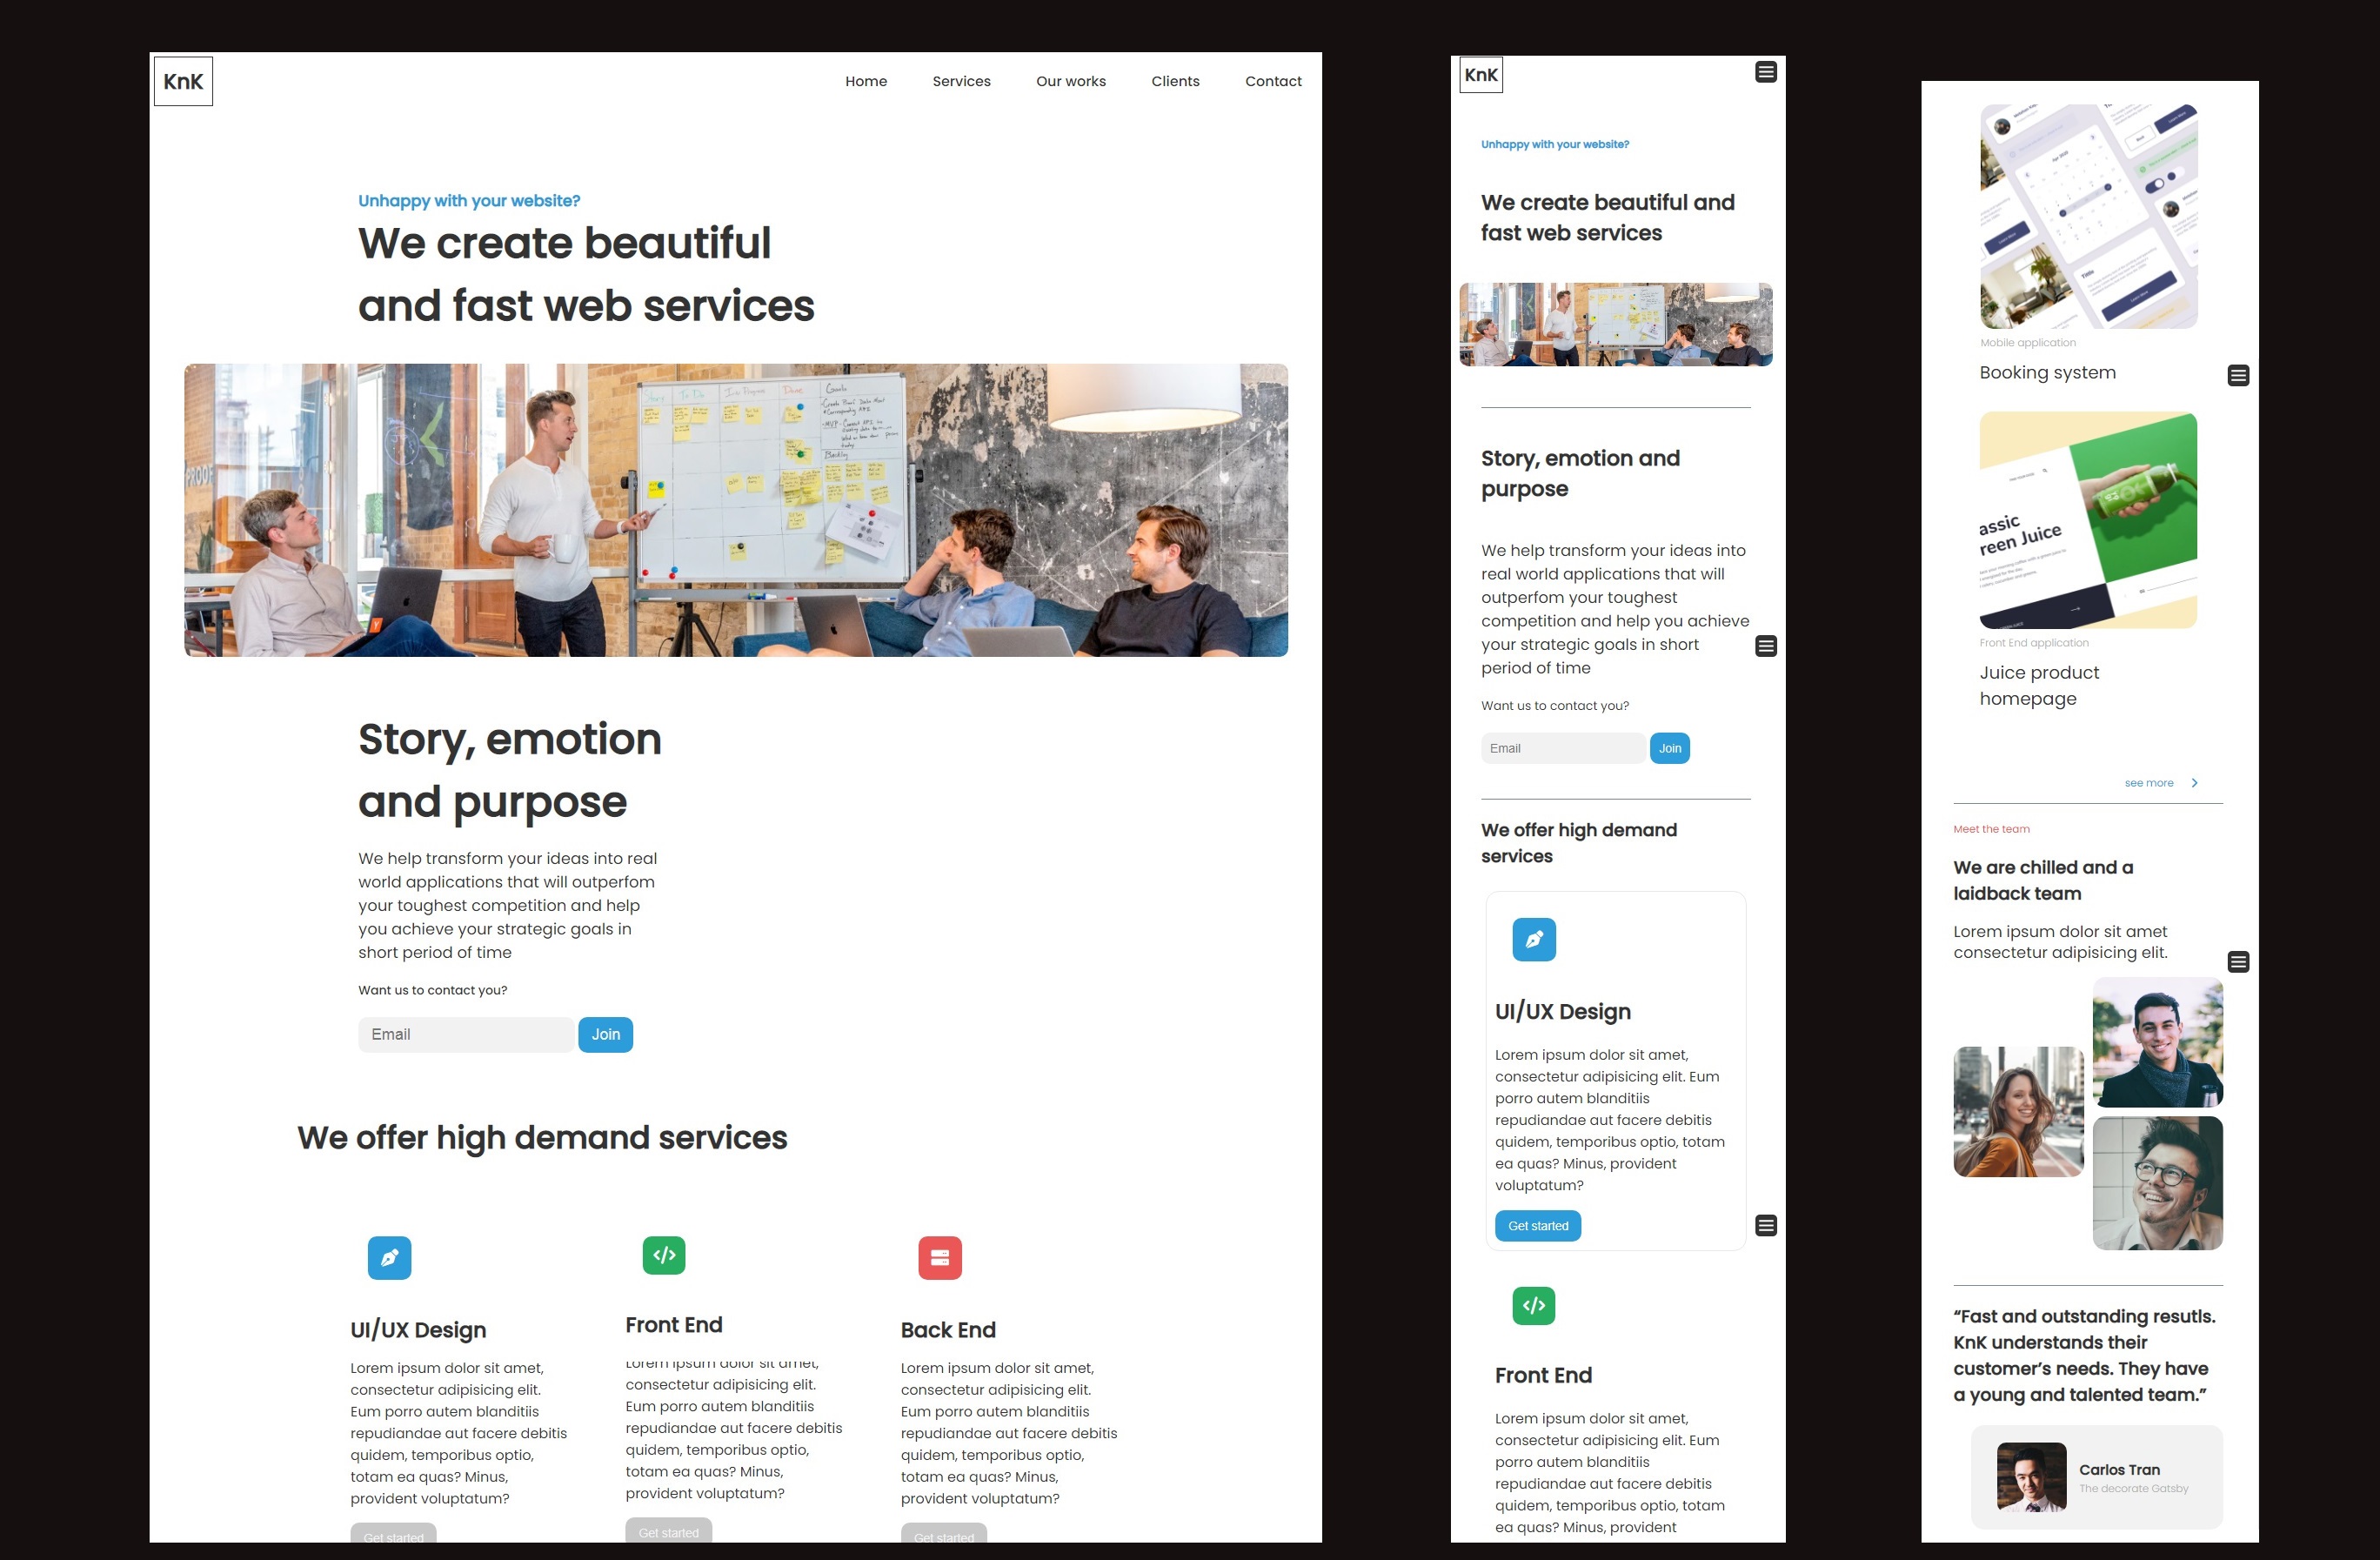 KnK
Home Services Our works Clients Contact
Unhappy with your website?
We create beautiful
and fast web services
Story, emotion
and purpose
We help transform your ideas into real
world applications that will outperfom
your toughest competition and help
you achieve your strategic goals in
short period of time
Want us to contact you?
Email Join
We offer high demand services
UI/UX Design
Lorem ipsum dolor sit amet,
consectetur adipisicing elit.
Eum porro autem blanditiis
repudiandae aut facere debitis
quidem, temporibus optio,
totam ea quas? Minus,
provident voluptatum?
Get started
Front End
Lorem ipsum dolor sit amet,
consectetur adipisicing elit.
Eum porro autem blanditiis
repudiandae aut facere debitis
quidem, temporibus optio,
totam ea quas? Minus,
provident voluptatum?
Get started
Back End
Lorem ipsum dolor sit amet,
consectetur adipisicing elit.
Eum porro autem blanditiis
repudiandae aut facere debitis
quidem, temporibus optio,
totam ea quas? Minus,
provident voluptatum?
Get started
KnK
Unhappy with your website?
We create beautiful and
fast web services
Story, emotion and
purpose
We help transform your ideas into
real world applications that will
outperfom your toughest
competition and help you achieve
your strategic goals in short
period of time
Want us to contact you?
Email Join
We offer high demand
services
UI/UX Design
Lorem ipsum dolor sit amet,
consectetur adipisicing elit. Eum
porro autem blanditiis
repudiandae aut facere debitis
quidem, temporibus optio, totam
ea quas? Minus, provident
voluptatum?
Get started
Front End
Lorem ipsum dolor sit amet,
consectetur adipisicing elit. Eum
porro autem blanditiis
repudiandae aut facere debitis
quidem, temporibus optio, totam
ea quas? Minus, provident
Mobile application
Booking system
assic
reen Juice
Front End application
Juice product
homepage
see more
Meet the team
We are chilled and a
laidback team
Lorem ipsum dolor sit amet
consectetur adipisicing elit.
“Fast and outstanding resutls.
KnK understands their
customer’s needs. They have
a young and talented team.”
Carlos Tran
The decorate Gatsby